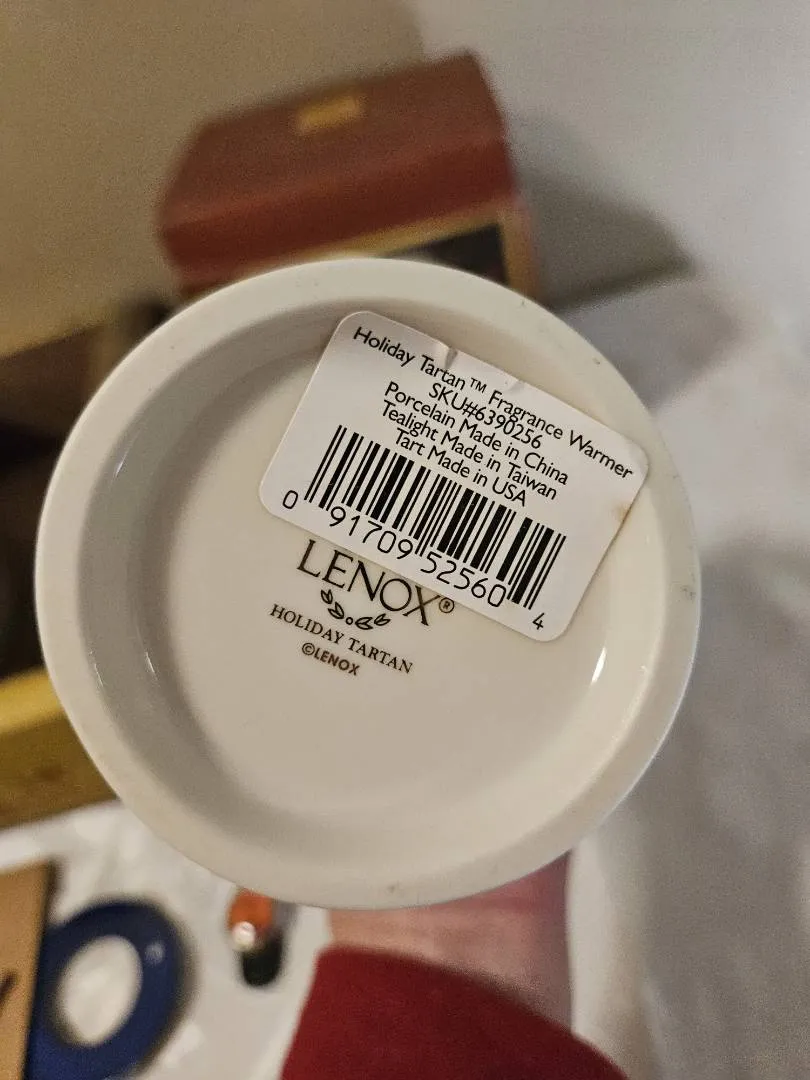 Holiday Tartan™ Fragrance Warmer
SKU#6390256
Porcelain Made in China
Tealight Made in Taiwan
Tart Made in USA
0 91709 52560 4
LENOX®
HOLIDAY TARTAN
©LENOX